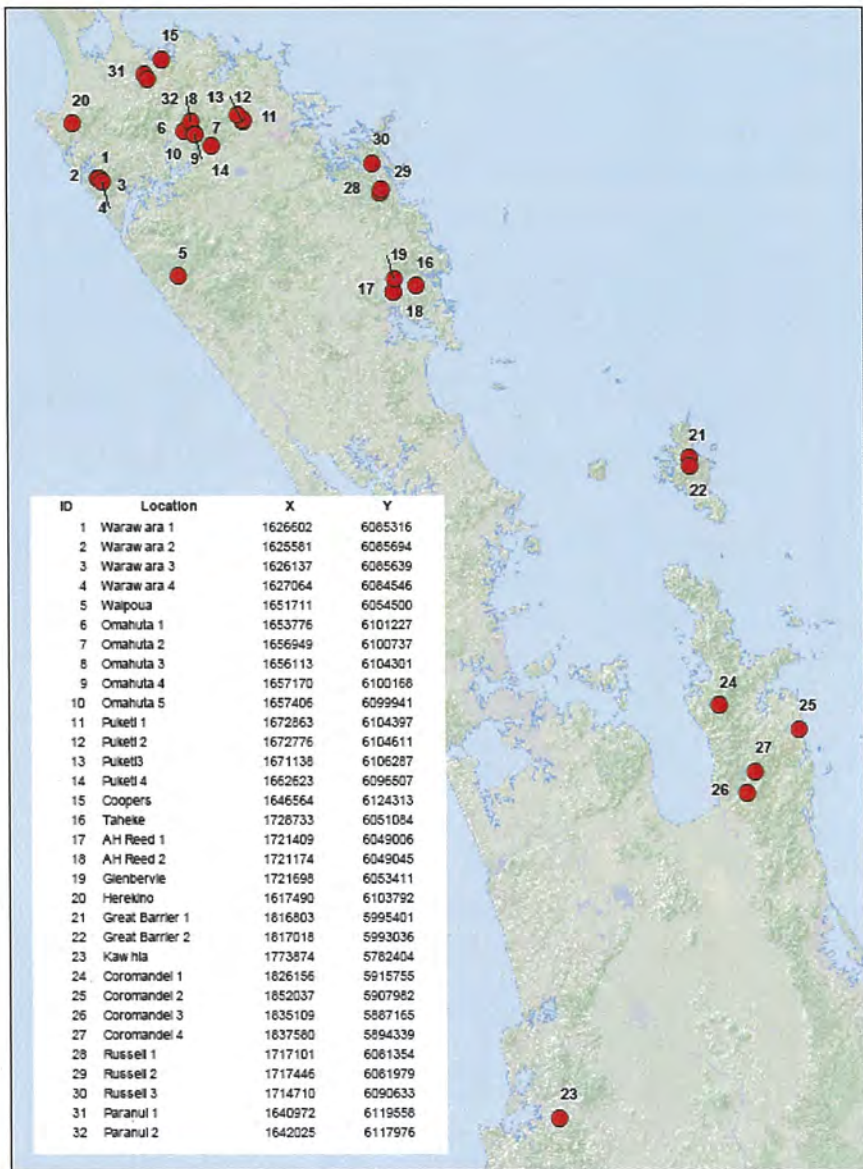 15
31
20
32 8 13 12
6 7 11
10 9 14
30
1
2 3
4
29
28
5
19 16
17
18
21
22
24
25
27
26
23
ID Location X Y
1 Waraw ara 1 1626602 6085316
2 Waraw ara 2 1625581 6085694
3 Waraw ara 3 1626137 6085639
4 Waraw ara 4 1627064 6084546
5 Waipoua 1651711 6054500
6 Omahuta 1 1653776 6101227
7 Omahuta 2 1656949 6100737
8 Omahuta 3 1656113 6104301
9 Omahuta 4 1657170 6100168
10 Omahuta 5 1657406 6099941
11 Puketi 1 1672863 6104397
12 Puketi 2 1672776 6104611
13 Puketi3 1671138 6106287
14 Puketi 4 1662623 6096507
15 Coopers 1646564 6124313
16 Taheke 1728733 6051084
17 AH Reed 1 1721409 6049006
18 AH Reed 2 1721174 6049045
19 Glenbervie 1721698 6053411
20 Herekino 1617490 6103792
21 Great Barrier 1 1816803 5995401
22 Great Barrier 2 1817018 5993036
23 Kaw hia 1773874 5782404
24 Coromandel 1 1826156 5915755
25 Coromandel 2 1852037 5907982
26 Coromandel 3 1835109 5887165
27 Coromandel 4 1837580 5894339
28 Russell 1 1717101 6081354
29 Russell 2 1717446 6081979
30 Russell 3 1714710 6090633
31 Paranui 1 1640972 6119558
32 Paranui 2 1642025 6117976